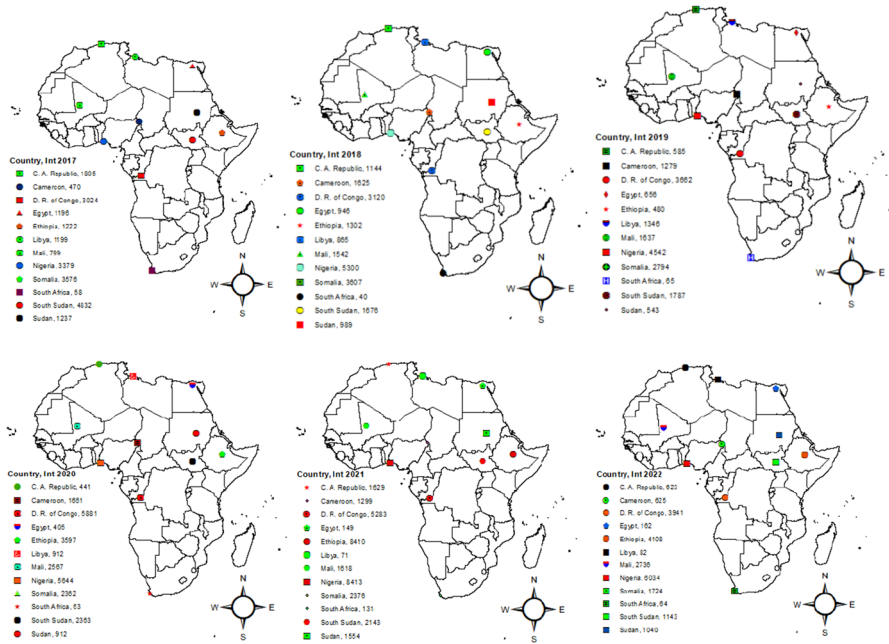 Country, Int 2017
C. A. Republic, 1805
Cameroon, 470
D. R. of Congo, 3024
Egypt, 1196
Ethiopia, 1222
Libya, 1199
Mali, 799
Nigeria, 3379
Somalia, 3576
South Africa, 58
South Sudan, 4832
Sudan, 1237
N
W
E
S
Country, Int 2018
C. A. Republic, 1144
Cameroon, 1625
D. R. of Congo, 3120
Egypt, 946
Ethiopia, 1302
Libya, 865
Mali, 1542
Nigeria, 5300
Somalia, 3607
South Africa, 40
South Sudan, 1676
Sudan, 989
N
W
E
S
Country, Int 2019
C. A. Republic, 585
Cameroon, 1279
D. R. of Congo, 3662
Egypt, 656
Ethiopia, 480
Libya, 1346
Mali, 1637
Nigeria, 4542
Somalia, 2794
South Africa, 65
South Sudan, 1787
Sudan, 543
N
W
E
S
Country, Int 2020
C. A. Republic, 441
Cameroon, 1681
D. R. of Congo, 5881
Egypt, 405
Ethiopia, 3597
Libya, 912
Mali, 2567
Nigeria, 5644
Somalia, 2362
South Africa, 63
South Sudan, 2363
Sudan, 912
N
W
E
S
Country, Int 2021
C. A. Republic, 1629
Cameroon, 1299
D. R. of Congo, 5283
Egypt, 149
Ethiopia, 8410
Libya, 71
Mali, 1618
Nigeria, 8413
Somalia, 2376
South Africa, 131
South Sudan, 2143
Sudan, 1554
N
W
E
S
Country, Int 2022
C. A. Republic, 623
Cameroon, 625
D. R. of Congo, 3941
Egypt, 162
Ethiopia, 4108
Libya, 82
Mali, 2736
Nigeria, 6034
Somalia, 1724
South Africa, 64
South Sudan, 1143
Sudan, 1040
N
W
E
S